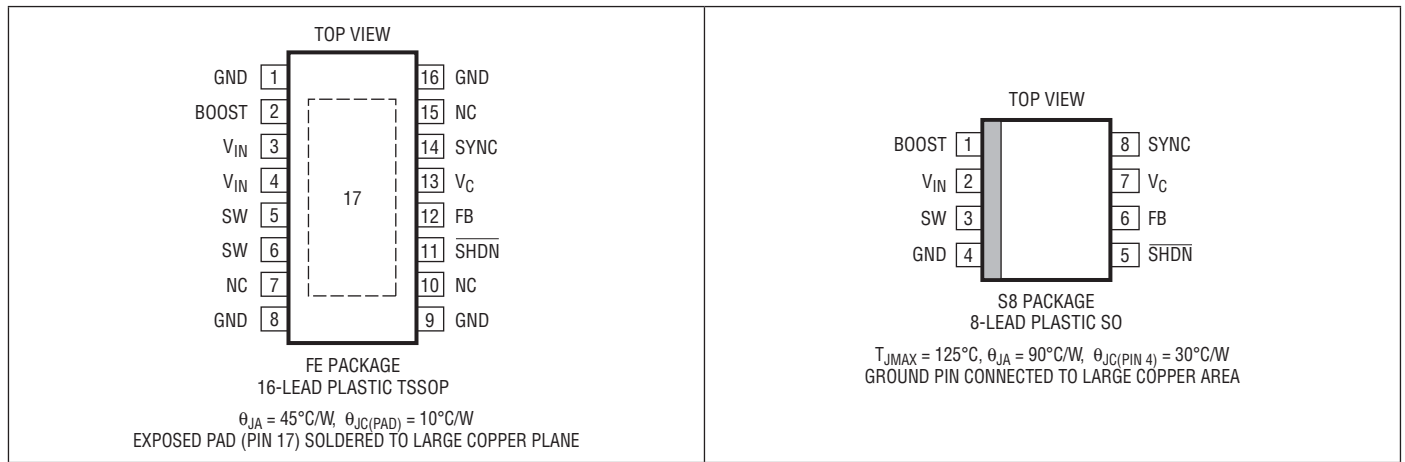 TOP VIEW
GND 1 16 GND
BOOST 2 15 NC
VIN 3 14 SYNC
VIN 4 13 VC
17
SW 5 12 FB
SW 6 11 SHDN
NC 7 10 NC
GND 8 9 GND
FE PACKAGE
16-LEAD PLASTIC TSSOP
θJA = 45°C/W, θJC(PAD) = 10°C/W
EXPOSED PAD (PIN 17) SOLDERED TO LARGE COPPER PLANE
TOP VIEW
BOOST 1 8 SYNC
VIN 2 7 VC
SW 3 6 FB
GND 4 5 SHDN
S8 PACKAGE
8-LEAD PLASTIC SO
TJMAX = 125°C, θJA = 90°C/W, θJC(PIN 4) = 30°C/W
GROUND PIN CONNECTED TO LARGE COPPER AREA